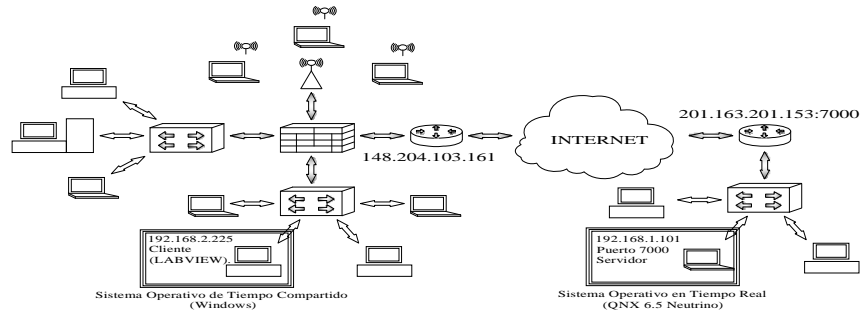 201.163.201.153:7000
INTERNET
148.204.103.161
192.168.2.225
Cliente
(LABVIEW).
192.168.1.101
Puerto 7000
Servidor
Sistema Operativo de Tiempo Compartido
(Windows)
Sistema Operativo en Tiempo Real
(QNX 6.5 Neutrino)